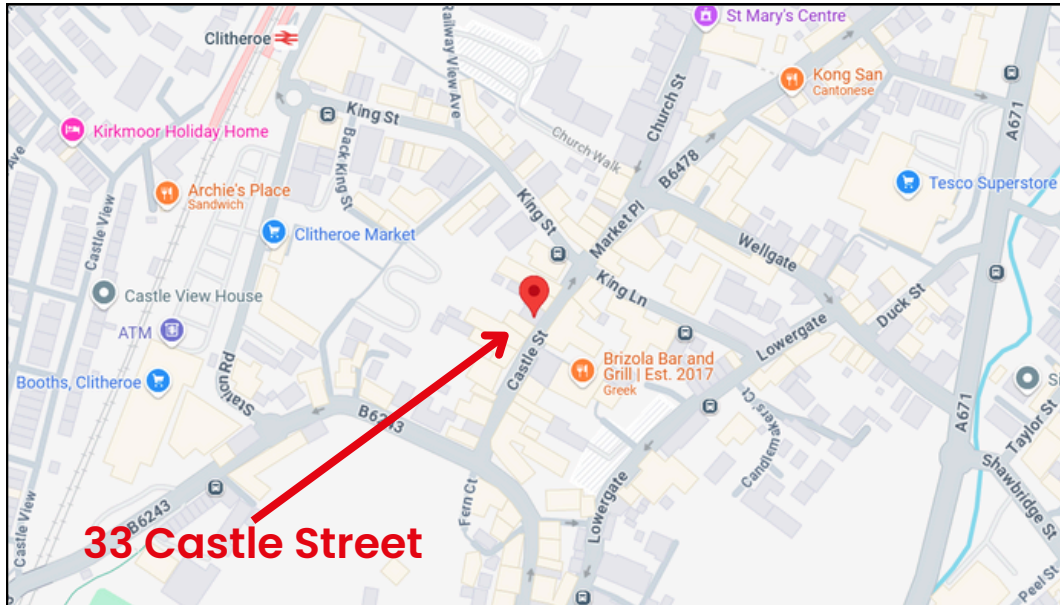 St Mary's Centre
Clitheroe
Railway View Ave
Kong San
Cantonese
King St
Church St
A671
Kirkmoor Holiday Home
Back King St
Church Walk
B6478
Ave
Archie's Place
Sandwich
Tesco Superstore
Castle View
Clitheroe Market
King St
Market Pl
Wellgate
Castle View House
King Ln
Duck St
ATM
Lowergate
Castle St
Brizola Bar and
Grill | Est. 2017
Greek
Booths, Clitheroe
Station Rd
Si
B6243
Candlemakers' Ct
A671
Taylor St
Shawbridge St
Castle View
B6243
Fern Ct
Lowergate
33 Castle Street
Peel St